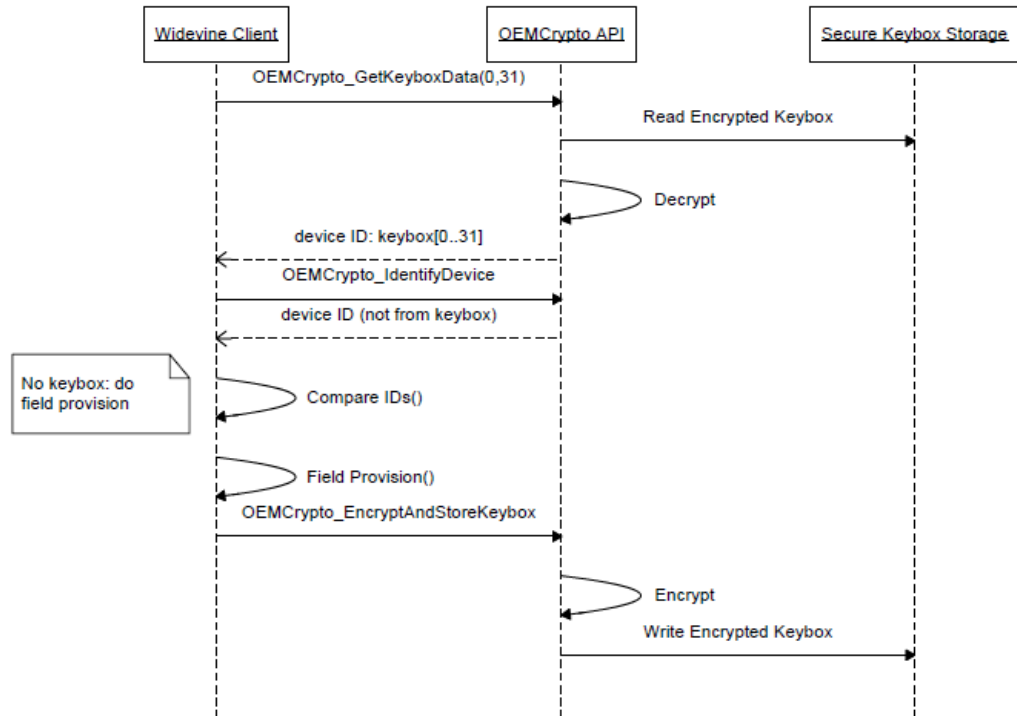 Widevine Client
OEMCrypto API
Secure Keybox Storage
OEMCrypto_GetKeyboxData(0,31)
Read Encrypted Keybox
Decrypt
device ID: keybox[0..31]
OEMCrypto_IdentifyDevice
device ID (not from keybox)
No keybox: do
field provision
Compare IDs()
Field Provision()
OEMCrypto_EncryptAndStoreKeybox
Encrypt
Write Encrypted Keybox